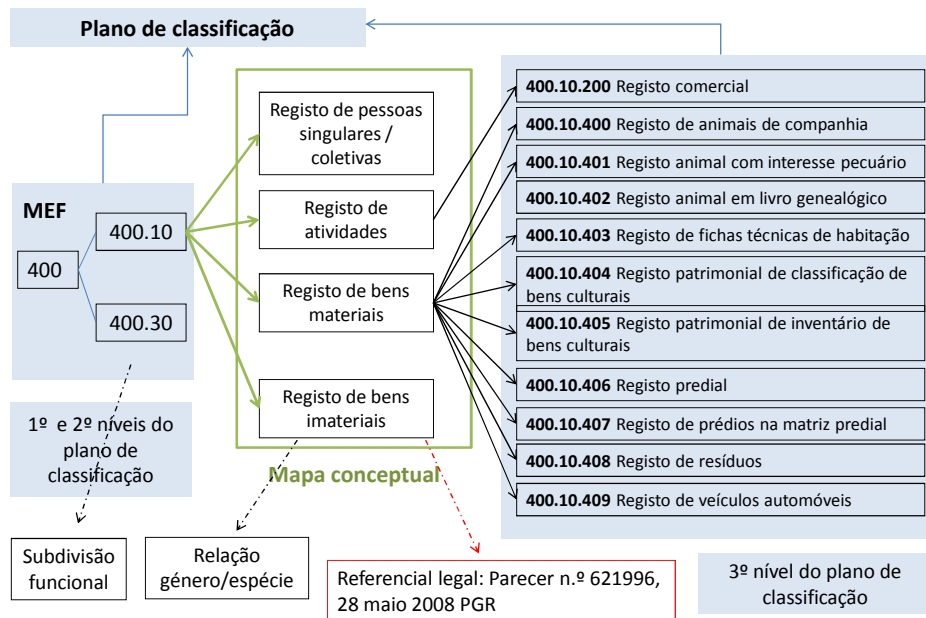 Plano de classificação
MEF
400
400.10
400.30
1º e 2º níveis do
plano de
classificação
Subdivisão
funcional
Registo de pessoas
singulares /
coletivas
Registo de
atividades
Registo de bens
materiais
Registo de bens
imateriais
Mapa conceptual
Relação
género/espécie
Referencial legal: Parecer n.º 621996,
28 maio 2008 PGR
400.10.200 Registo comercial
400.10.400 Registo de animais de companhia
400.10.401 Registo animal com interesse pecuário
400.10.402 Registo animal em livro genealógico
400.10.403 Registo de fichas técnicas de habitação
400.10.404 Registo patrimonial de classificação de
bens culturais
400.10.405 Registo patrimonial de inventário de
bens culturais
400.10.406 Registo predial
400.10.407 Registo de prédios na matriz predial
400.10.408 Registo de resíduos
400.10.409 Registo de veículos automóveis
3º nível do plano de
classificação